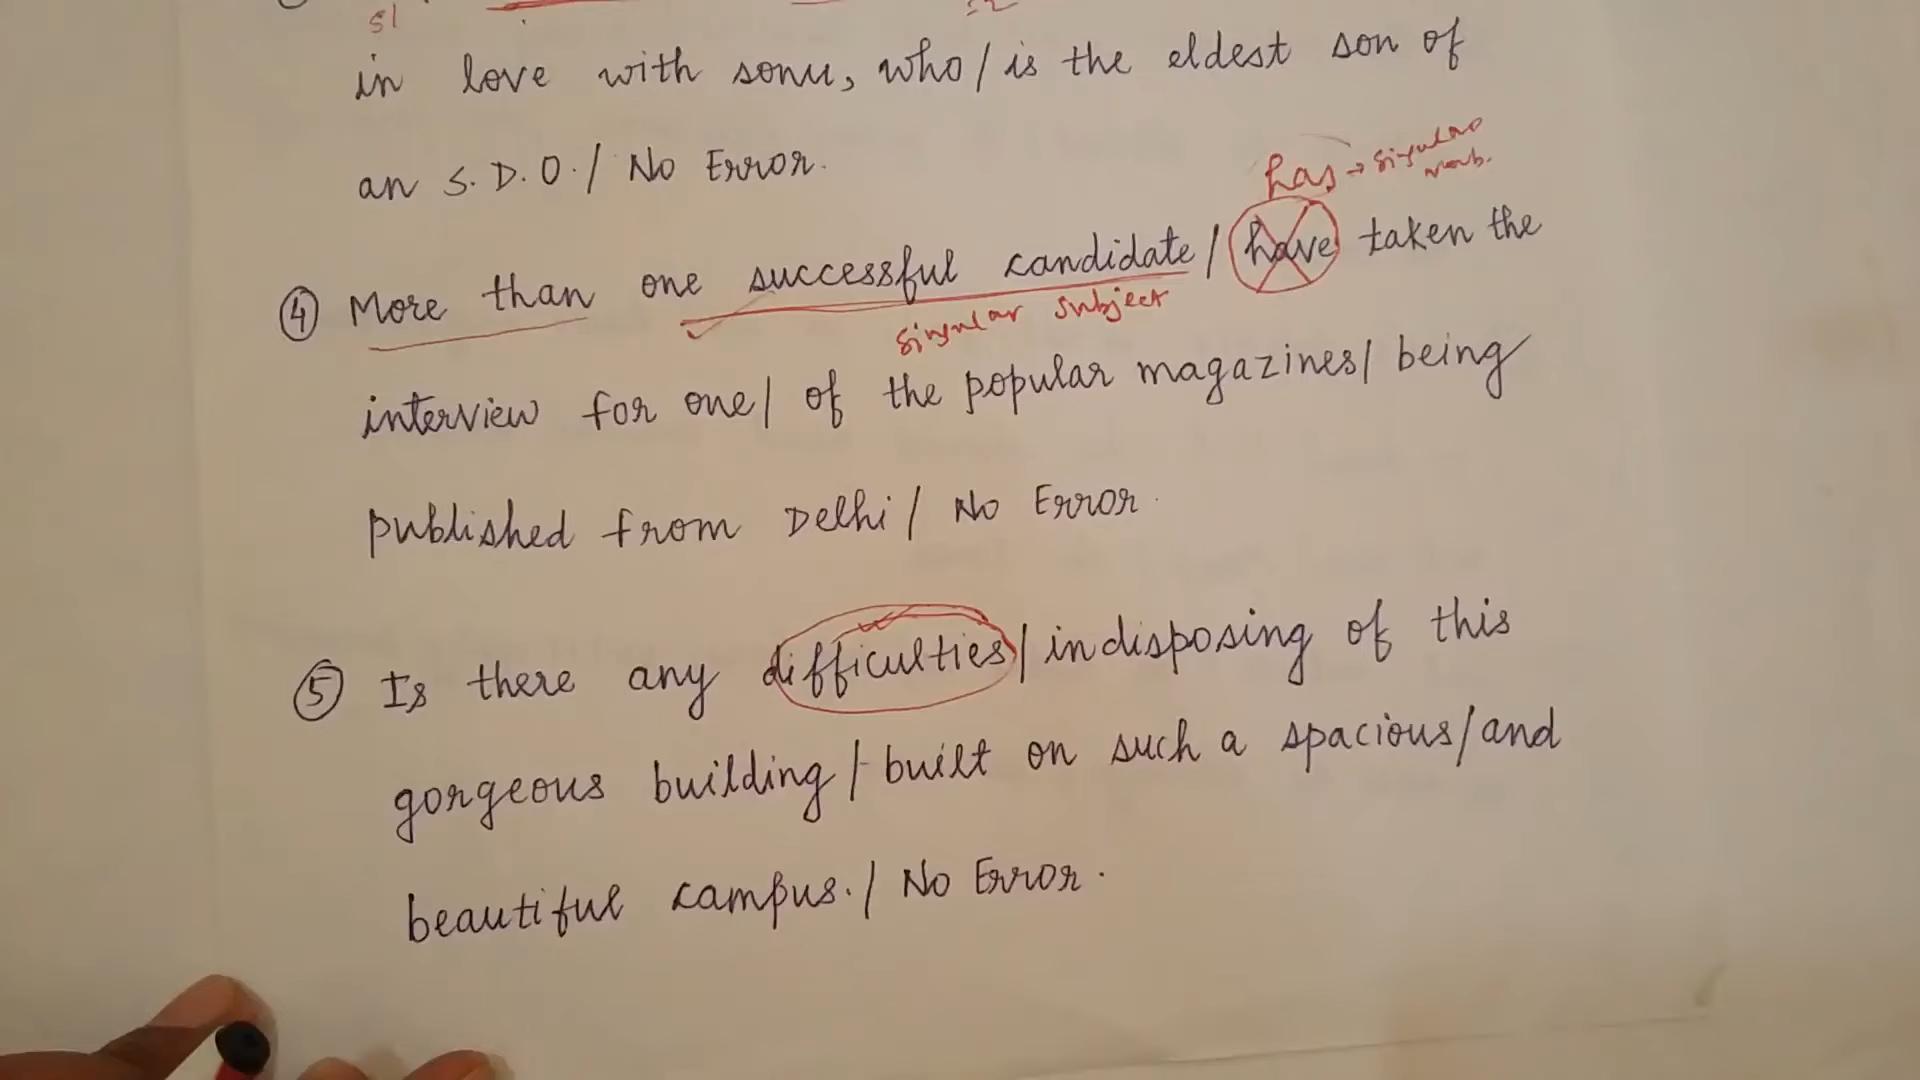 S1
in love with sonu, who/ is the eldest son of
an S.D.O./ No Error.
has → singular verb.
④ More than one successful candidate/ have taken the
singular subject
interview for one/ of the popular magazines/ being
published from Delhi/ No Error.
⑤ Is there any difficulties/ in disposing of this
gorgeous building/ built on such a spacious/ and
beautiful campus./ No Error.